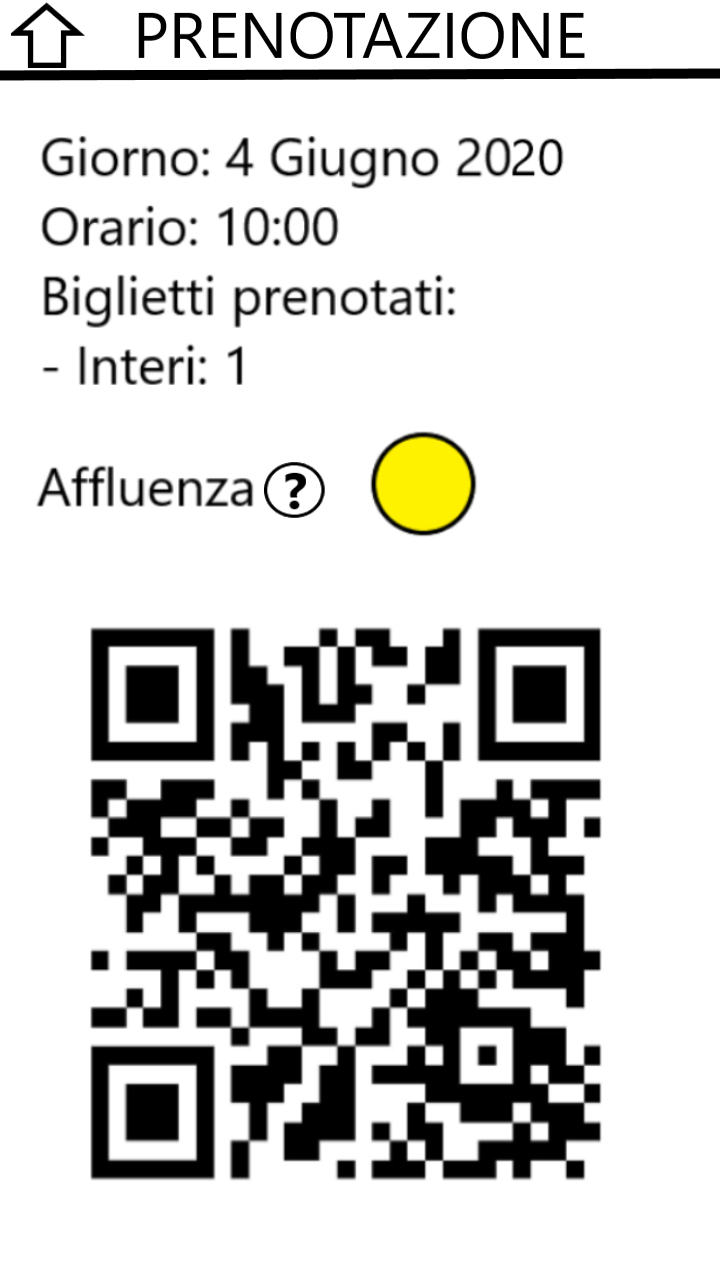 PRENOTAZIONE
Giorno: 4 Giugno 2020
Orario: 10:00
Biglietti prenotati:
- Interi: 1
Affluenza ?